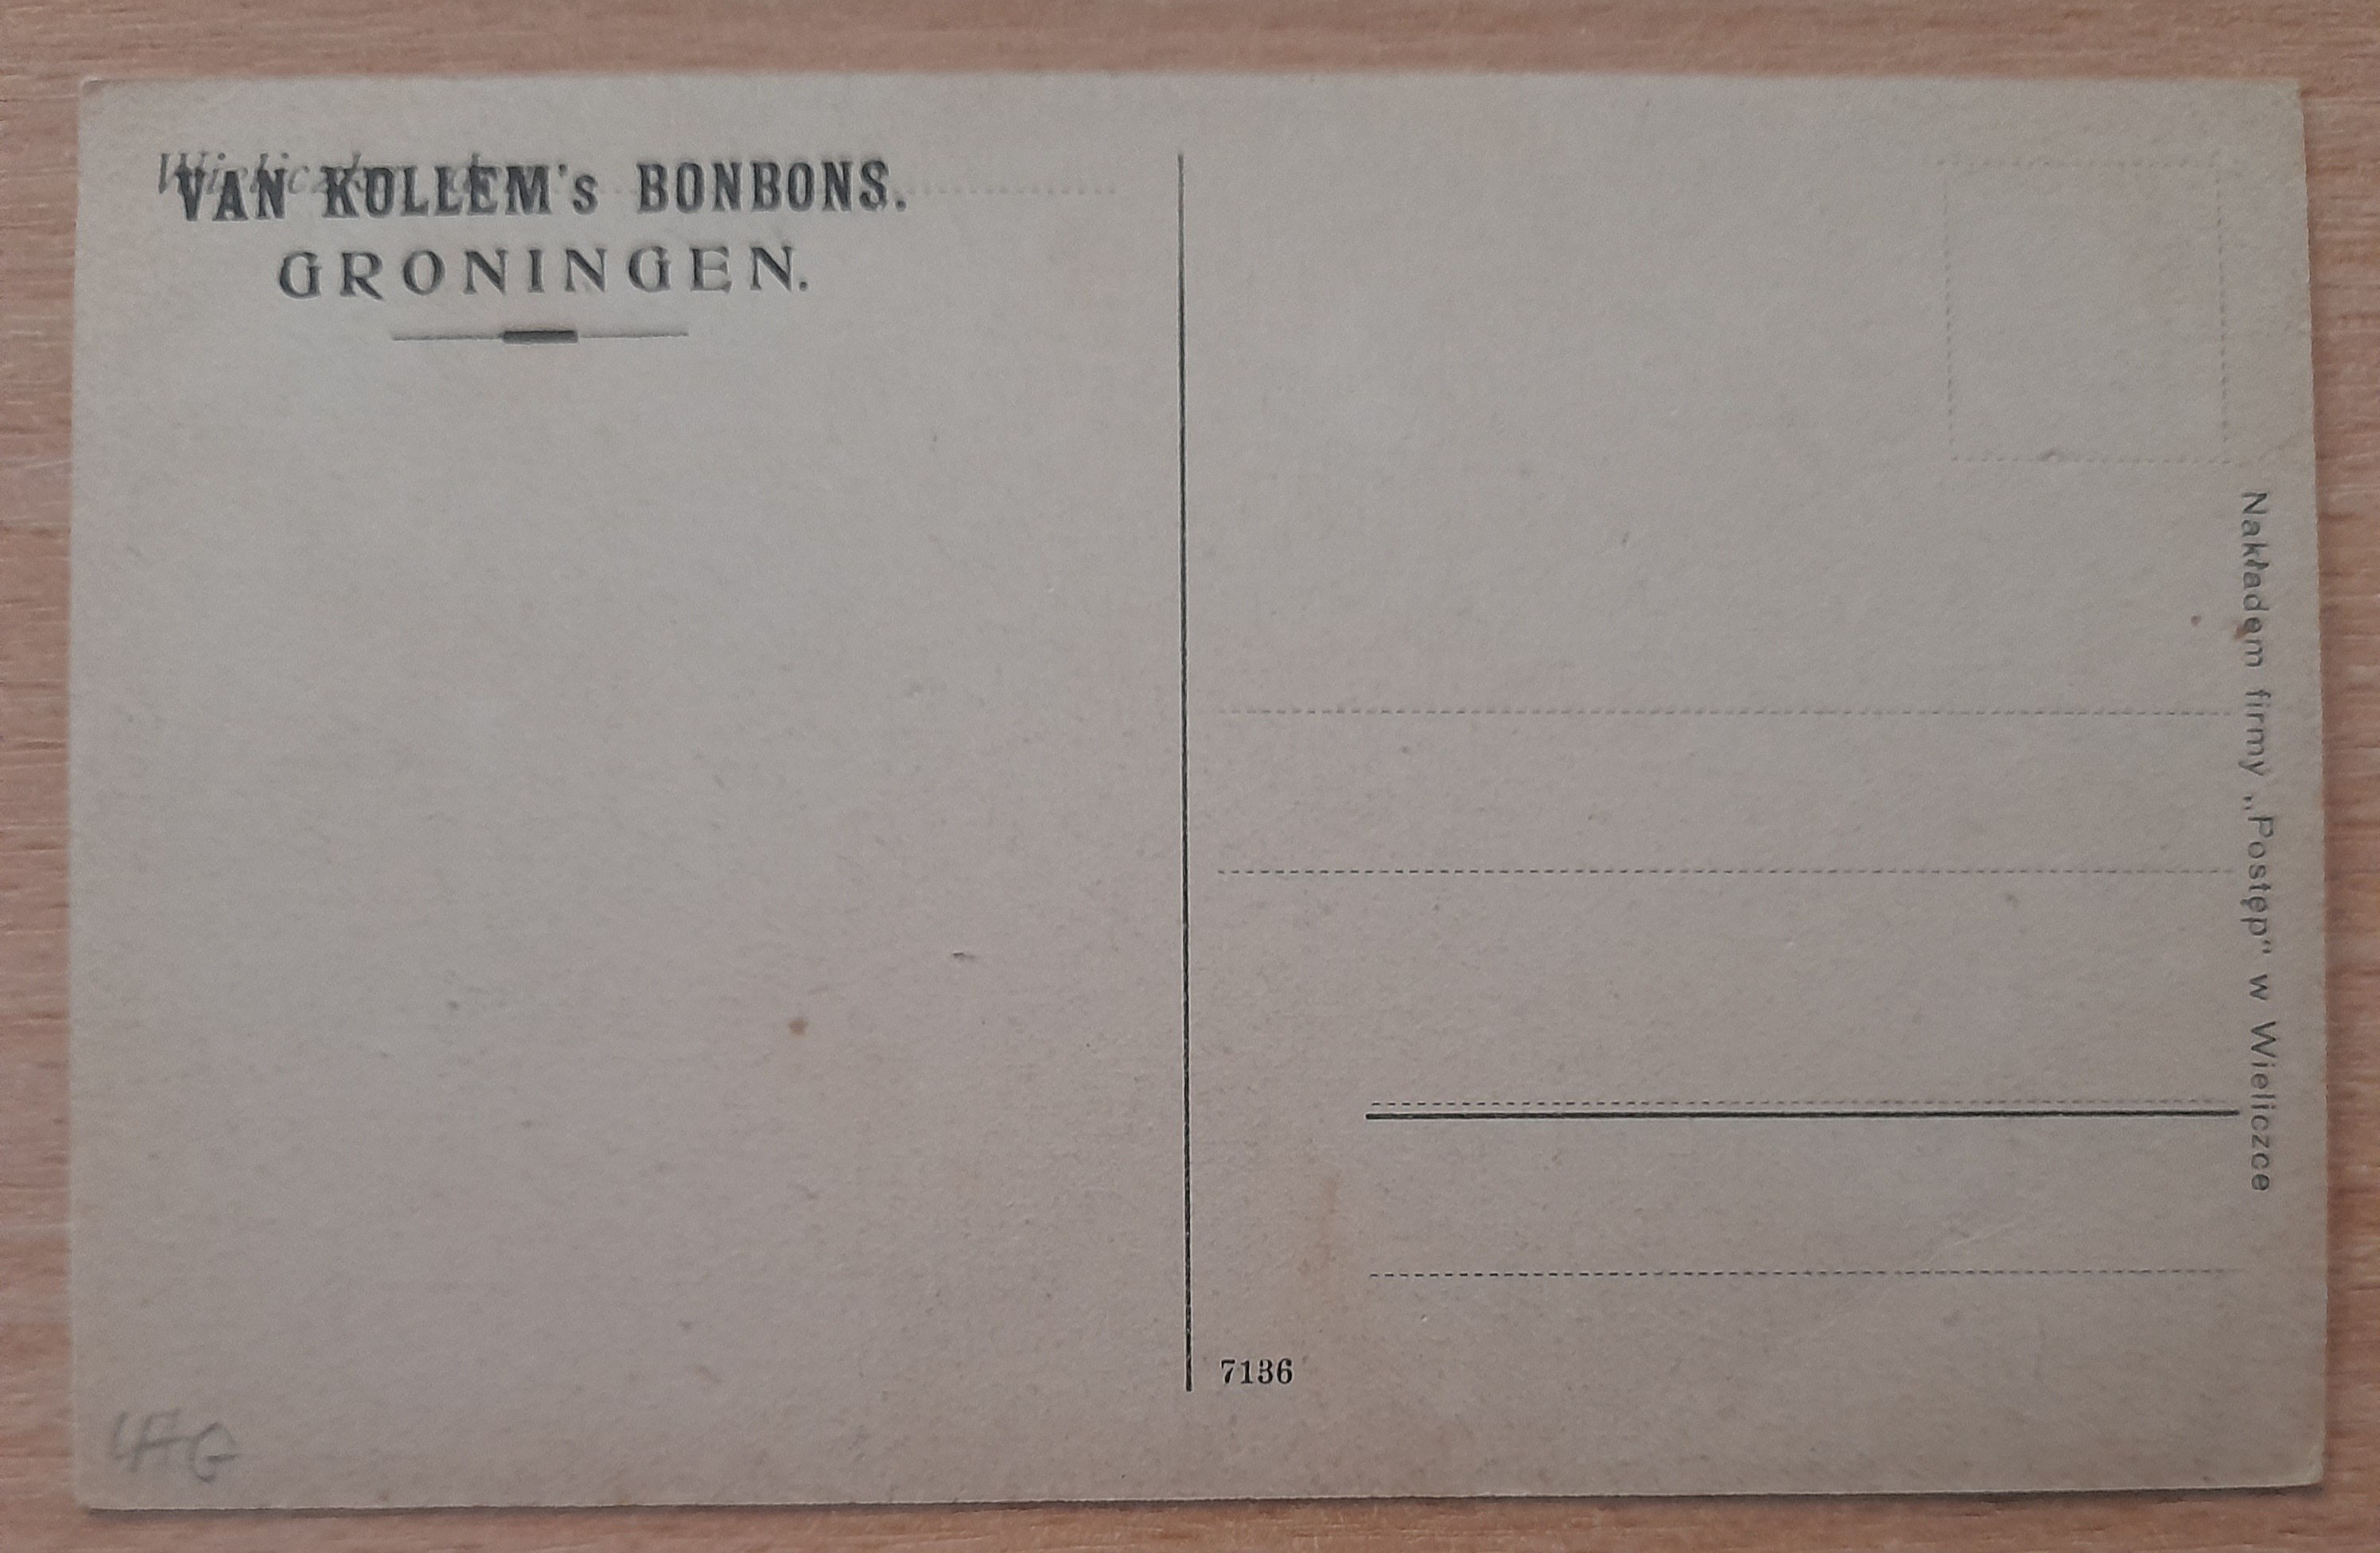 VAN KOLLEM's BONBONS.
GRONINGEN.
Nakładem firmy „Postęp“ w Wieliczce
7136